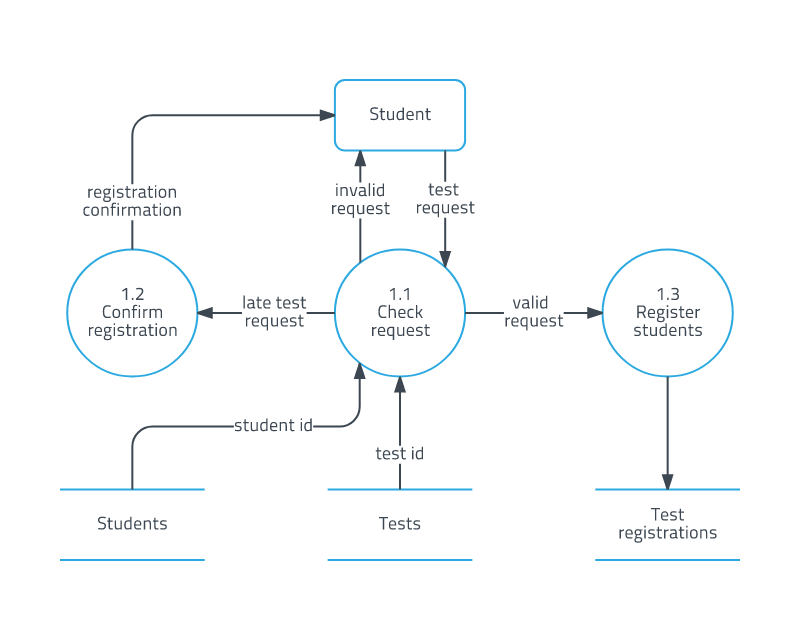 Student
registration
confirmation
invalid
request
test
request
1.2
Confirm
registration
late test
request
1.1
Check
request
valid
request
1.3
Register
students
student id
test id
Students
Tests
Test
registrations